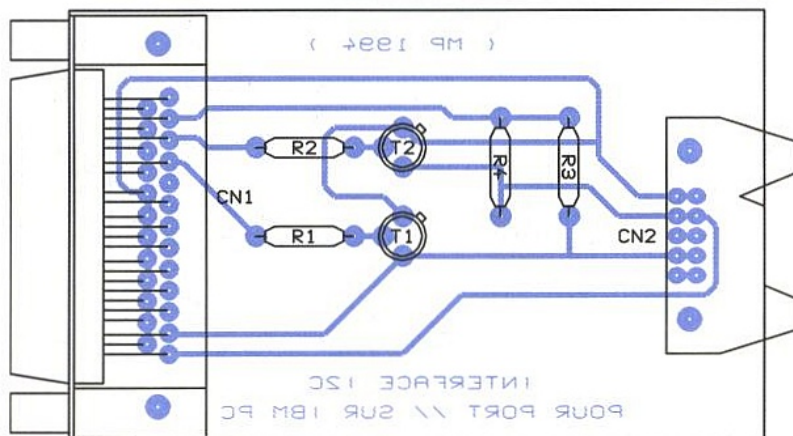 ( MP 1994 )
R2
T2
R4
R3
CN1
R1
T1
CN2
INTERFACE I2C
POUR PORT // SUR IBM PC